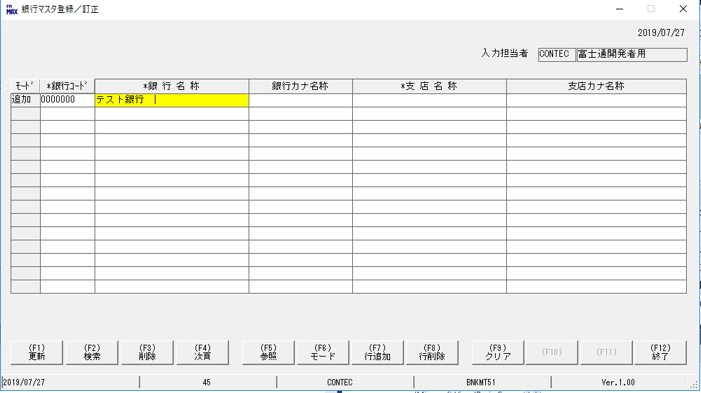 FM MAX 銀行マスタ登録／訂正
2019/07/27
入力担当者 CONTEC 富士通開発者用
ﾓｰﾄﾞ *銀行ｺｰﾄﾞ *銀 行 名 称 銀行カナ名称 *支 店 名 称 支店カナ名称
追加 0000000 テスト銀行
(F1) (F2) (F3) (F4) (F5) (F6) (F7) (F8) (F9) (F10) (F11) (F12)
更新 検索 削除 次頁 参照 モード 行追加 行削除 クリア 終了
2019/07/27 45 CONTEC BNKMT51 Ver.1.00